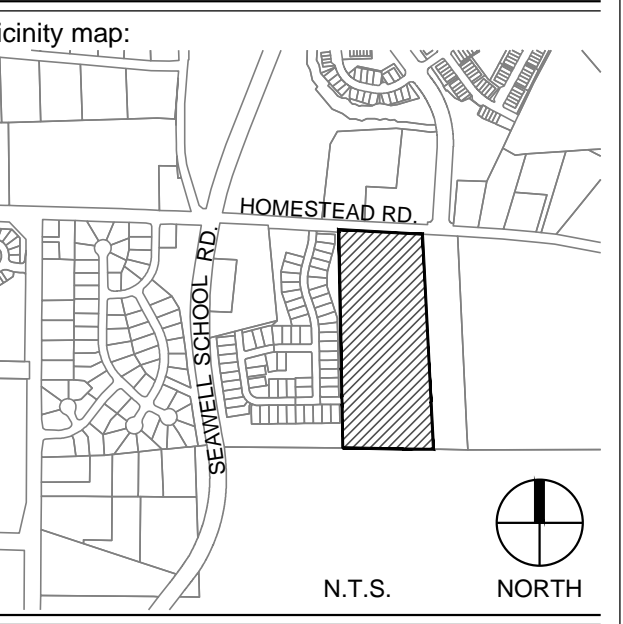 icinity map:
HOMESTEAD RD.
SEAWELL SCHOOL RD.
N.T.S.
NORTH